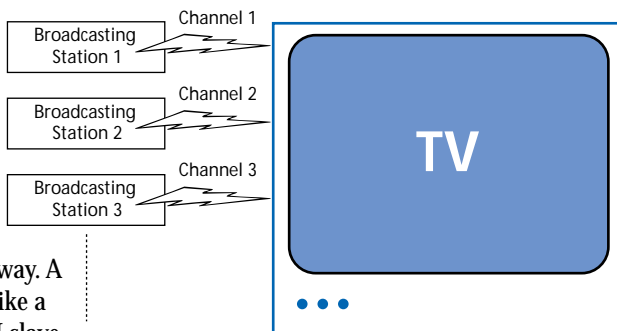 Channel 1
Broadcasting
Station 1
Channel 2
Broadcasting
Station 2
TV
Channel 3
Broadcasting
Station 3
way. A
ike a